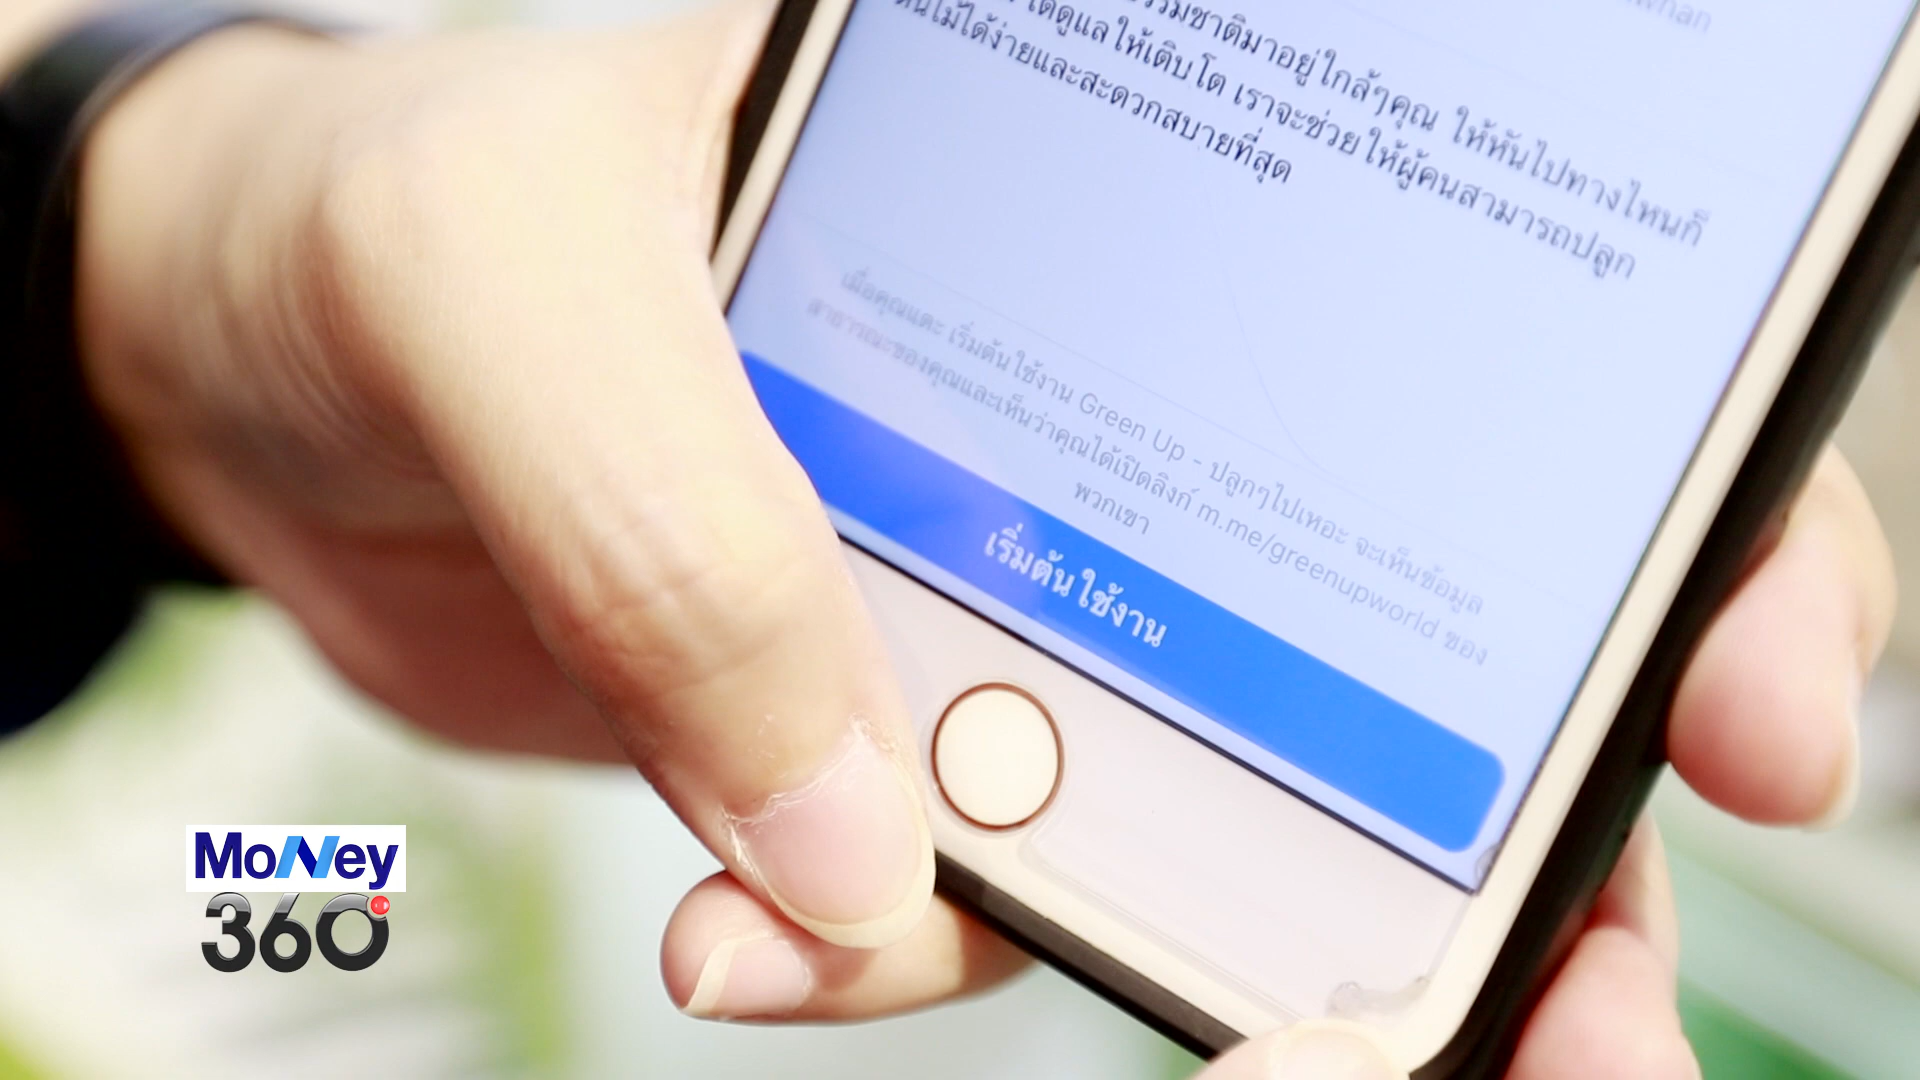 ธรรมชาติมาอยู่ใกล้ๆคุณ ให้หันไปทางไหนก็
ได้ดูแลให้เติบโต เราจะช่วยให้ผู้คนสามารถปลูก
ต้นไม้ได้ง่ายและสะดวกสบายที่สุด
เมื่อคุณแตะ เริ่มต้นใช้งาน Green Up - ปลูกๆไปเหอะ จะเห็นข้อมูล
สาธารณะของคุณและเห็นว่าคุณได้เปิดลิงก์ m.me/greenupworld ของ
พวกเขา
เริ่มต้นใช้งาน
MoNey
360